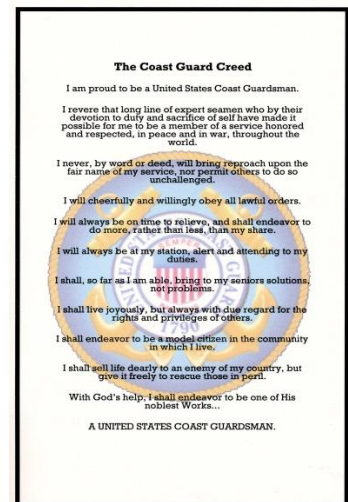 The Coast Guard Creed
I am proud to be a United States Coast Guardsman.
I revere that long line of expert seamen who by their
devotion to duty and sacrifice of self have made it
possible for me to be a member of a service honored
and respected, in peace and in war, throughout the
world.
I never, by word or deed, will bring reproach upon the
fair name of my service, nor permit others to do so
unchallenged.
I will cheerfully and willingly obey all lawful orders.
I will always be on time to relieve, and shall endeavor to
do more, rather than less, than my share.
I will always be at my station, alert and attending to my
duties.
I shall, so far as I am able, bring to my seniors solutions,
not problems.
I shall live joyously, but always with due regard for the
rights and privileges of others.
1790
I shall endeavor to be a model citizen in the community
in which I live.
I shall sell life dearly to an enemy of my country, but
give it freely to rescue those in peril.
With God's help, I shall endeavor to be one of His
noblest Works...
A UNITED STATES COAST GUARDSMAN.